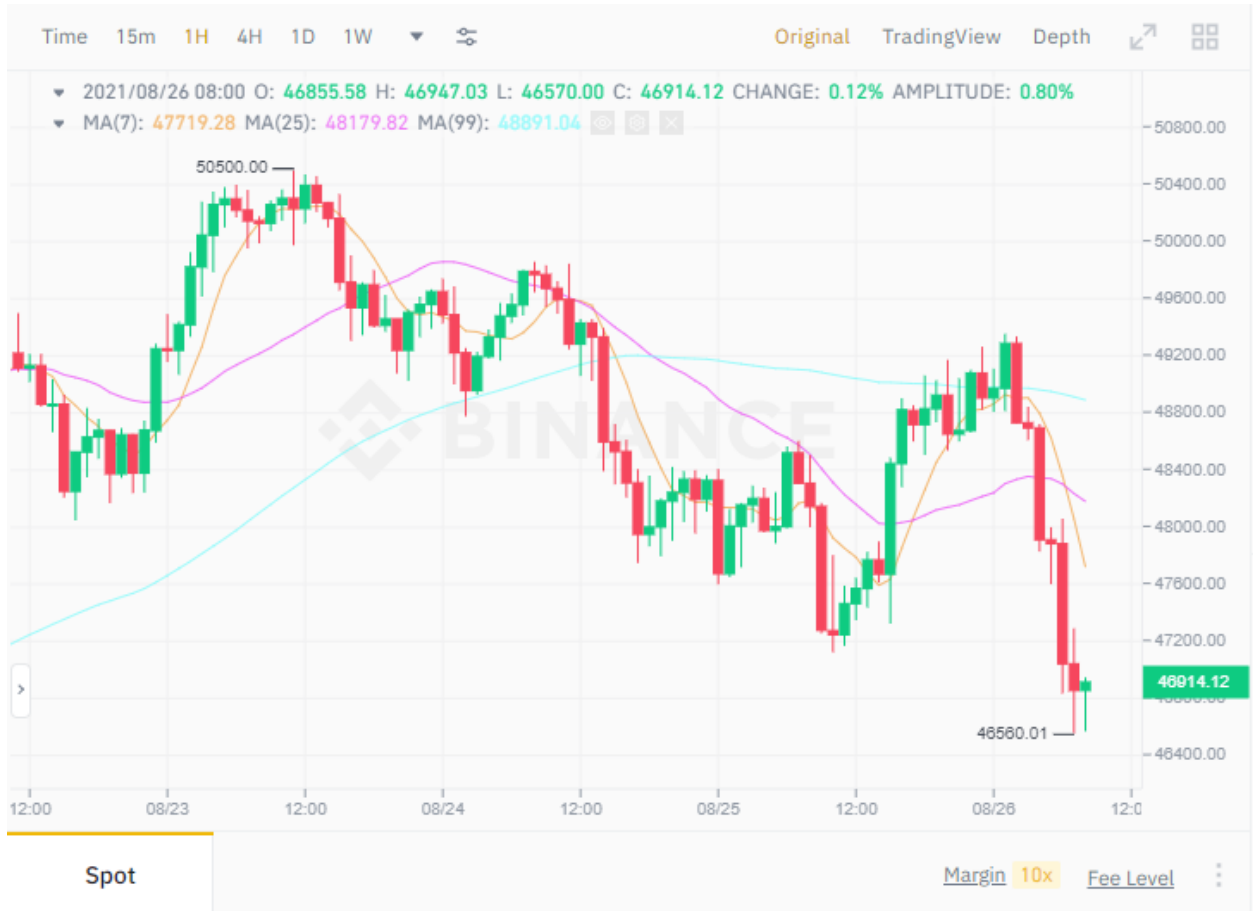 Time 15m 1H 4H 1D 1W Original TradingView Depth
2021/08/26 08:00 O: 46855.58 H: 46947.03 L: 46570.00 C: 46914.12 CHANGE: 0.12% AMPLITUDE: 0.80%
MA(7): 47719.28 MA(25): 48179.82 MA(99): 48891.04
50800.00
50500.00
50400.00
50000.00
49600.00
49200.00
BINANCE
48800.00
48400.00
48000.00
47600.00
47200.00
46914.12
46800.00
46560.01
46400.00
12:00 08/23 12:00 08/24 12:00 08/25 12:00 08/26
Spot Margin 10x Fee Level